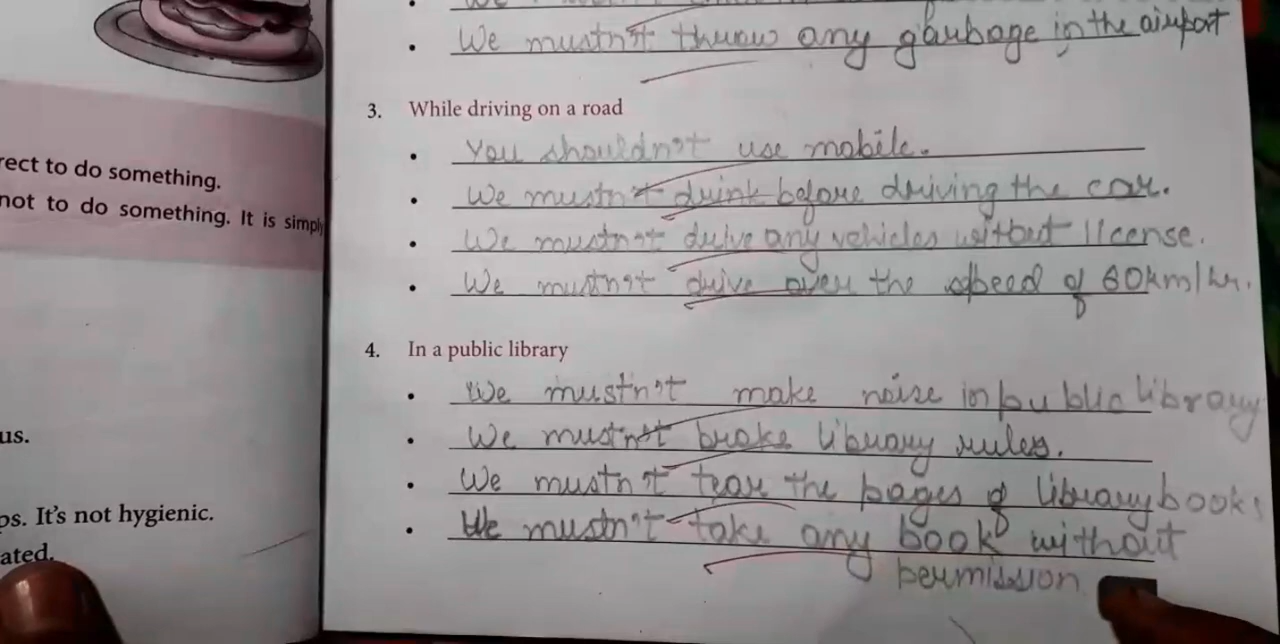 We mustn't throw any garbage in the airport
3. While driving on a road
rect to do something.
not to do something. It is simply
us.
ps. It's not hygienic.
ated.
• You shouldn't use mobile.
• We mustn't drink before driving the car.
• We mustn't drive any vehicles without license.
• We mustn't drive over the speed of 60km/hr.
4. In a public library
• We mustn't make noise in public library
• We mustn't broke library rules.
• We mustn't tear the pages of library books
• We mustn't take any book without
permission